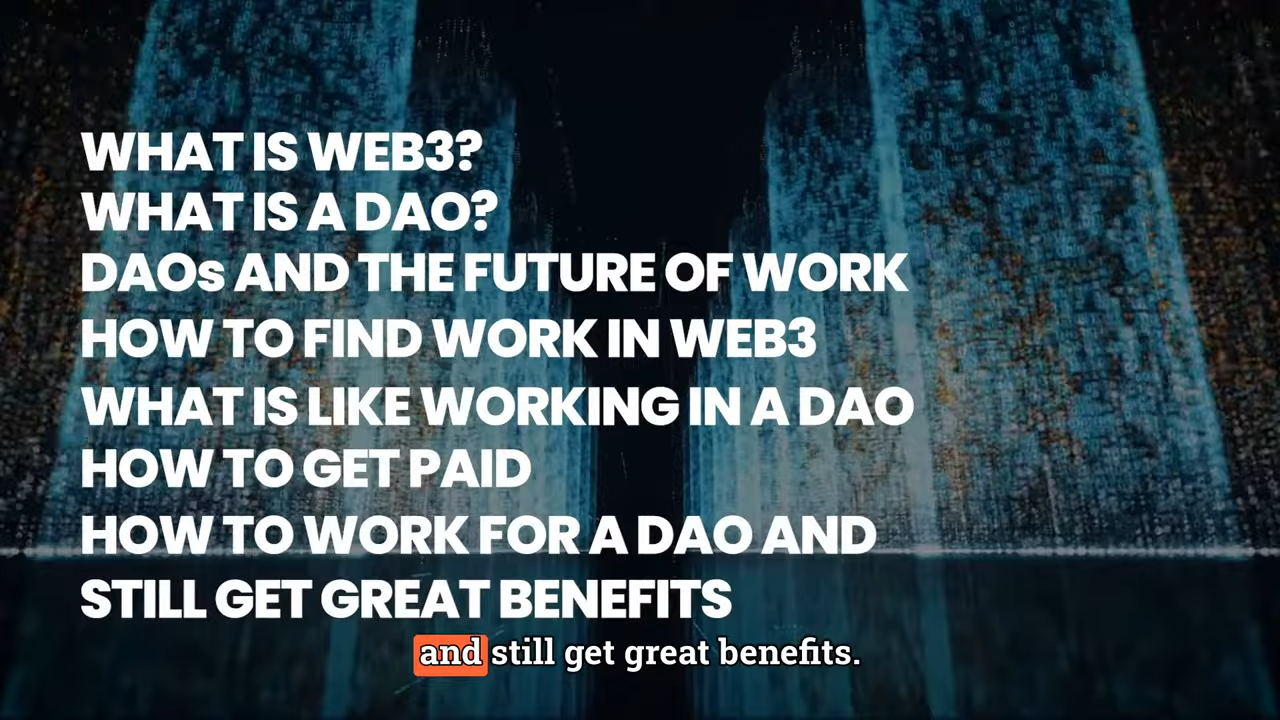 WHAT IS WEB3?
WHAT IS A DAO?
DAOs AND THE FUTURE OF WORK
HOW TO FIND WORK IN WEB3
WHAT IS LIKE WORKING IN A DAO
HOW TO GET PAID
HOW TO WORK FOR A DAO AND
STILL GET GREAT BENEFITS
and still get great benefits.